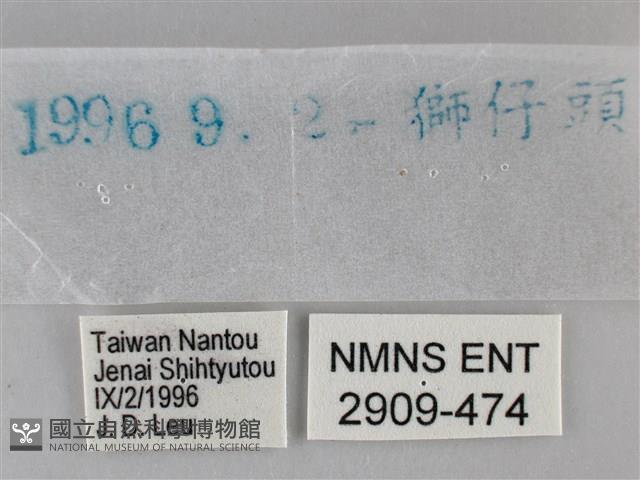 1996 9. 2- 獅仔頭
Taiwan Nantou
Jenai Shihtyutou
IX/2/1996
J. D. Leu
NMNS ENT
2909-474
國立自然科學博物館
NATIONAL MUSEUM OF NATURAL SCIENCE